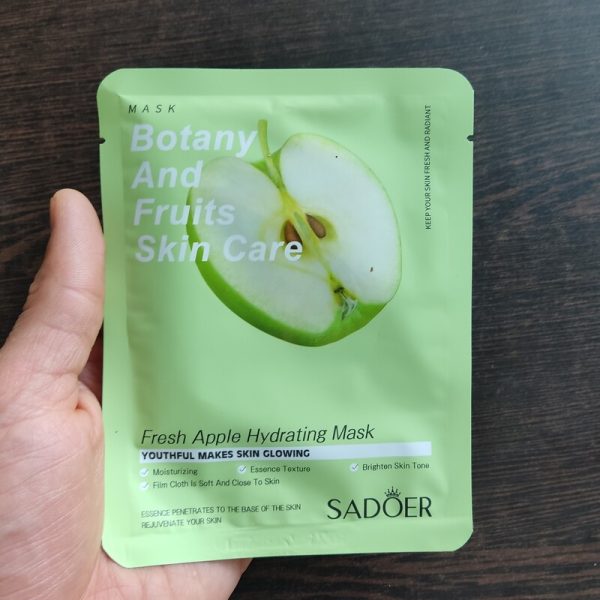 MASK
Botany
And
Fruits
Skin Care
KEEP YOUR SKIN FRESH AND RADIANT
Fresh Apple Hydrating Mask
YOUTHFUL MAKES SKIN GLOWING
Moisturizing Essence Texture Brighten Skin Tone
Film Cloth Is Soft And Close To Skin
ESSENCE PENETRATES TO THE BASE OF THE SKIN
REJUVENATE YOUR SKIN
SADOER